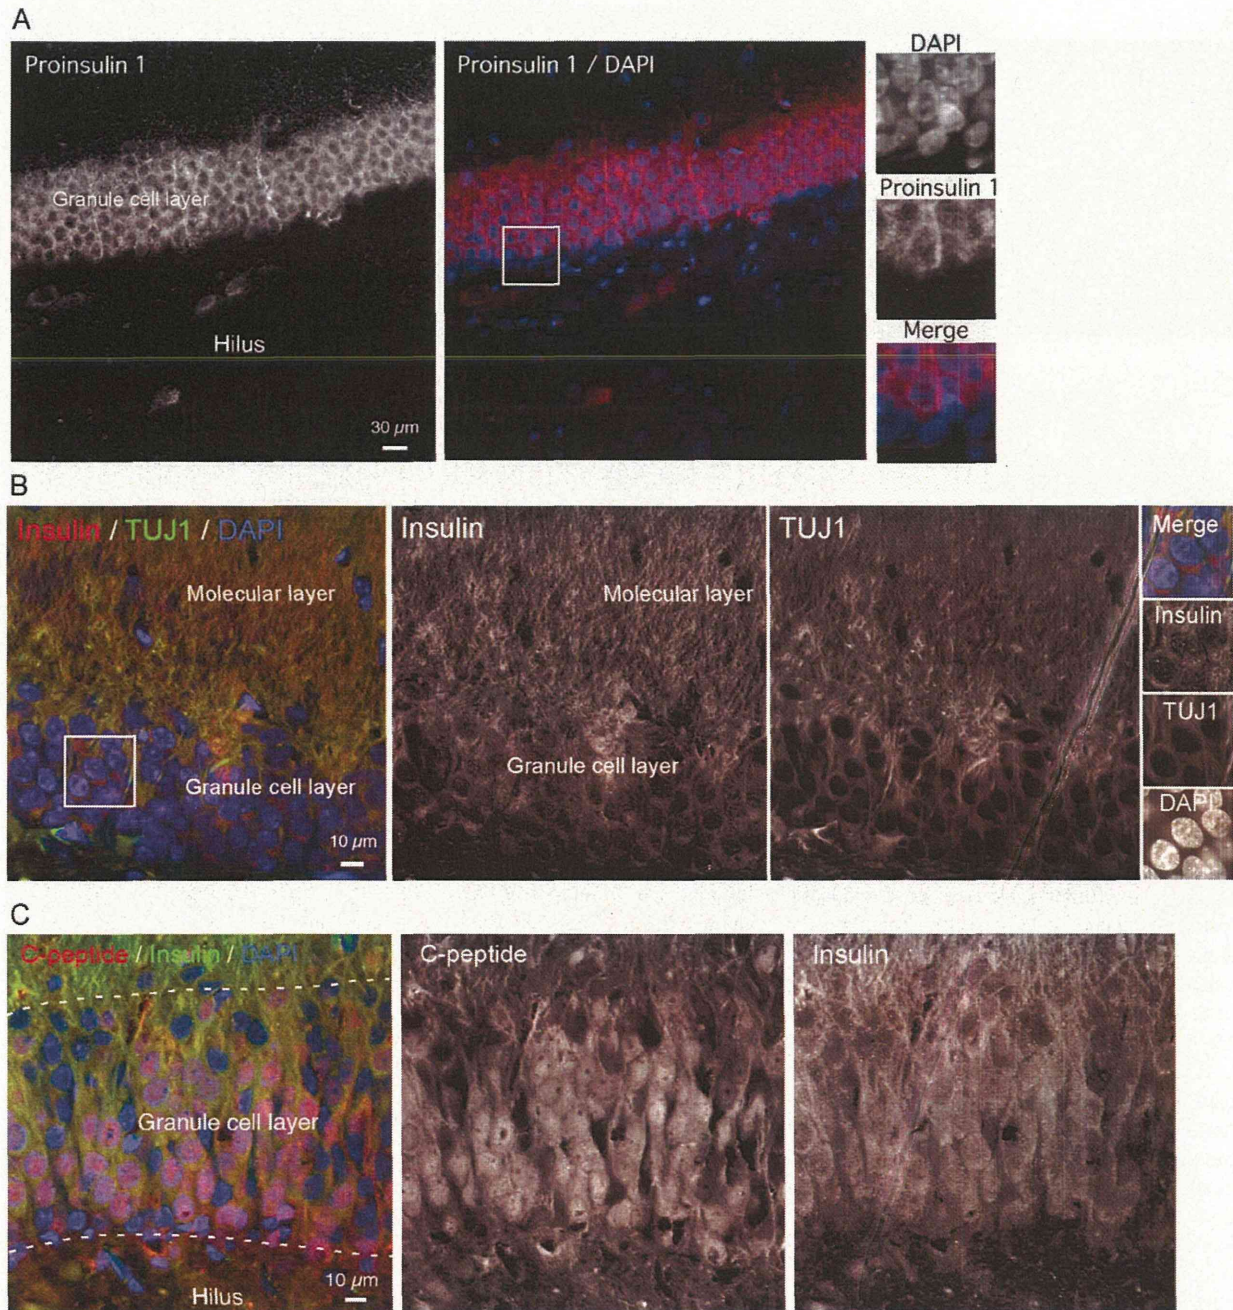 A
Proinsulin 1
Proinsulin 1 / DAPI
DAPI
Proinsulin 1
Merge
Granule cell layer
Hilus
30 µm
B
Insulin / TUJ1 / DAPI
Insulin
TUJ1
Merge
Insulin
TUJ1
DAPI
Molecular layer
Molecular layer
Granule cell layer
Granule cell layer
10 µm
C
C-peptide / Insulin / DAPI
C-peptide
Insulin
Granule cell layer
Hilus
10 µm